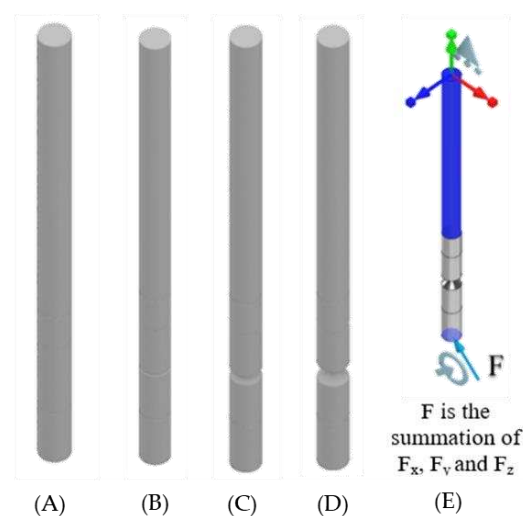 F
F is the
summation of
Fx, Fy and Fz
(A) (B) (C) (D) (E)